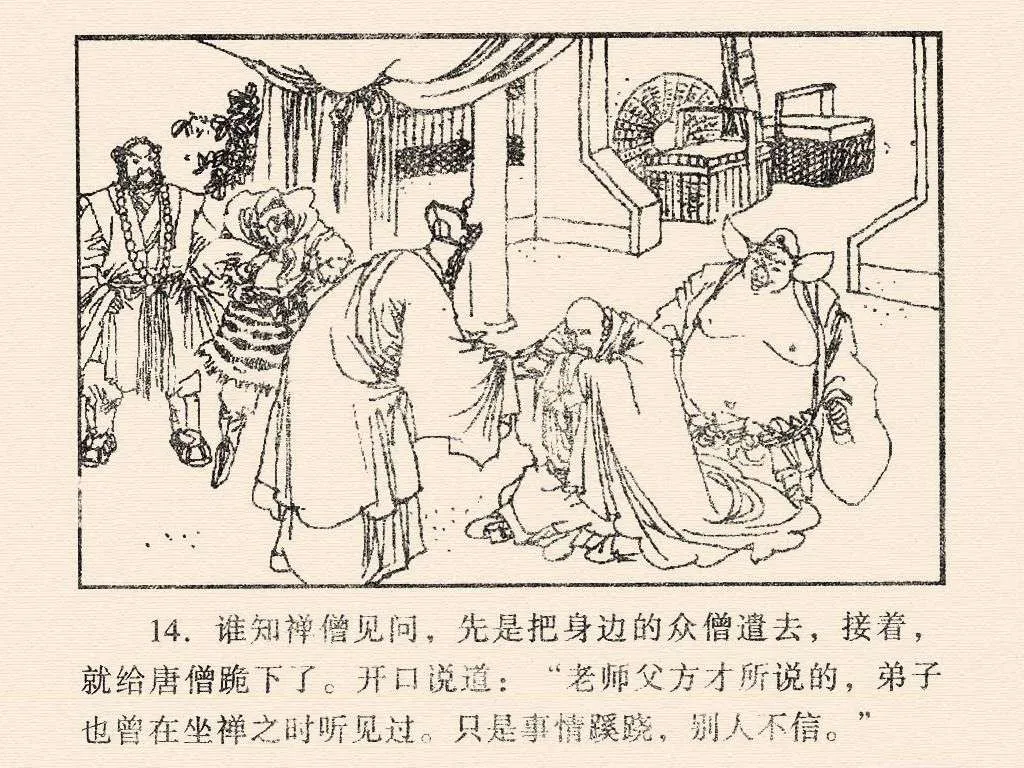 14. 谁知禅僧见问，先是把身边的众僧遣去，接着，
就给唐僧跪下了。开口说道：“老师父方才所说的，弟子
也曾在坐禅之时听见过。只是事情蹊跷，别人不信。”